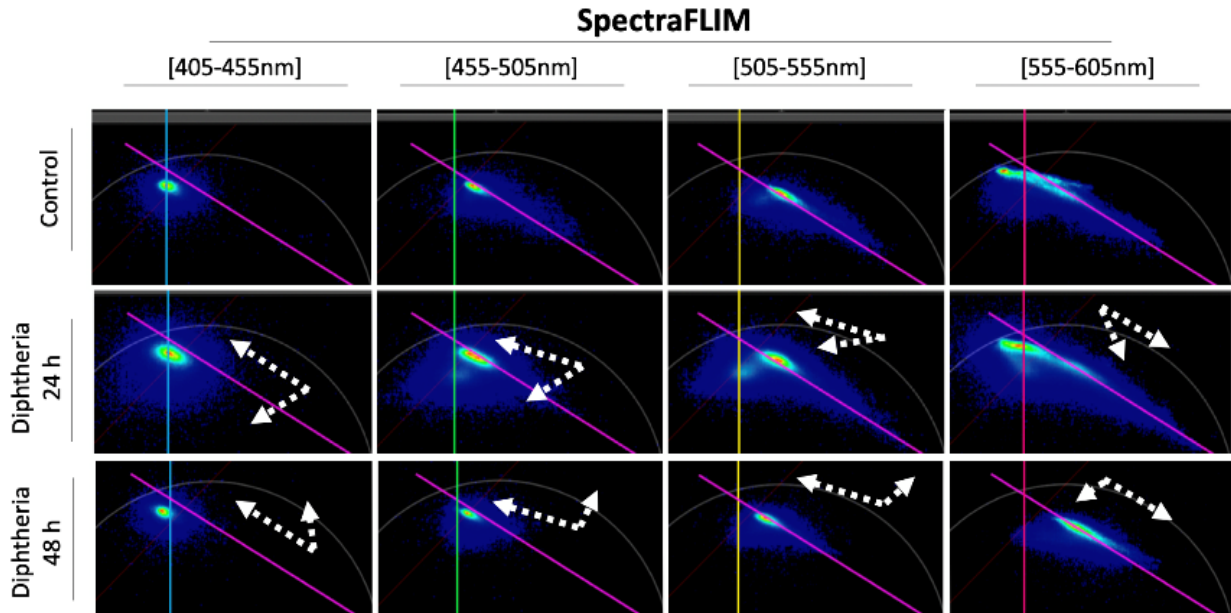 SpectraFLIM
[405-455nm]
[455-505nm]
[505-555nm]
[555-605nm]
Control
Diphtheria
24 h
Diphtheria
48 h